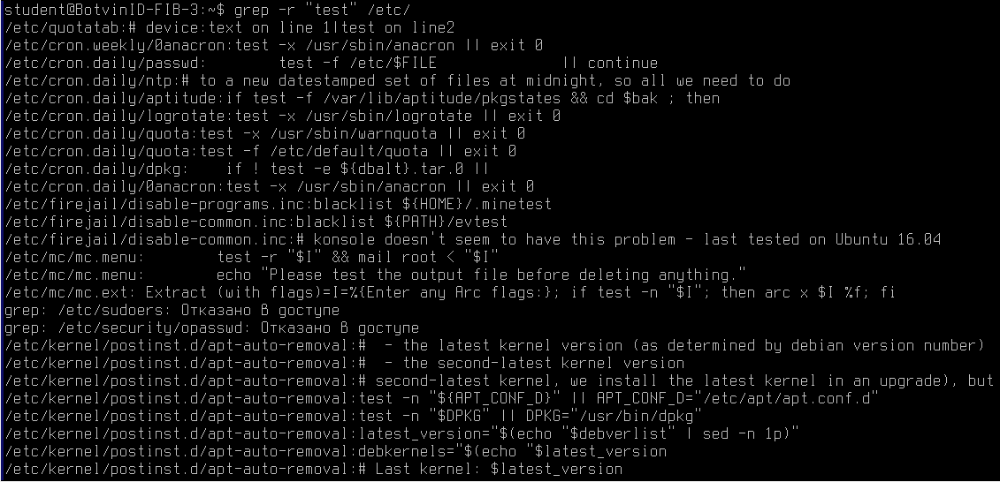 student@BotvinID-FIB-3:~$ grep -r "test" /etc/
/etc/quotatab:# device:text on line 1|test on line2
/etc/cron.weekly/0anacron:test -x /usr/sbin/anacron || exit 0
/etc/cron.daily/passwd:        test -f /etc/$FILE              || continue
/etc/cron.daily/ntp:# to a new datestamped set of files at midnight, so all we need to do
/etc/cron.daily/aptitude:if test -f /var/lib/aptitude/pkgstates && cd $bak ; then
/etc/cron.daily/logrotate:test -x /usr/sbin/logrotate || exit 0
/etc/cron.daily/quota:test -x /usr/sbin/warnquota || exit 0
/etc/cron.daily/quota:test -f /etc/default/quota || exit 0
/etc/cron.daily/dpkg:    if ! test -e ${dbalt}.tar.0 ||
/etc/cron.daily/0anacron:test -x /usr/sbin/anacron || exit 0
/etc/firejail/disable-programs.inc:blacklist ${HOME}/.minetest
/etc/firejail/disable-common.inc:blacklist ${PATH}/evtest
/etc/firejail/disable-common.inc:# konsole doesn't seem to have this problem - last tested on Ubuntu 16.04
/etc/mc/mc.menu:        test -r "$I" && mail root < "$I"
/etc/mc/mc.menu:        echo "Please test the output file before deleting anything."
/etc/mc/mc.ext: Extract (with flags)=I=%{Enter any Arc flags:}; if test -n "$I"; then arc x $I %f; fi
grep: /etc/sudoers: Отказано в доступе
grep: /etc/security/opasswd: Отказано в доступе
/etc/kernel/postinst.d/apt-auto-removal:#  - the latest kernel version (as determined by debian version number)
/etc/kernel/postinst.d/apt-auto-removal:#  - the second-latest kernel version
/etc/kernel/postinst.d/apt-auto-removal:# second-latest kernel, we install the latest kernel in an upgrade), but
/etc/kernel/postinst.d/apt-auto-removal:test -n "${APT_CONF_D}" || APT_CONF_D="/etc/apt/apt.conf.d"
/etc/kernel/postinst.d/apt-auto-removal:test -n "$DPKG" || DPKG="/usr/bin/dpkg"
/etc/kernel/postinst.d/apt-auto-removal:latest_version="$(echo "$debverlist" | sed -n 1p)"
/etc/kernel/postinst.d/apt-auto-removal:debkernels="$(echo "$latest_version
/etc/kernel/postinst.d/apt-auto-removal:# Last kernel: $latest_version